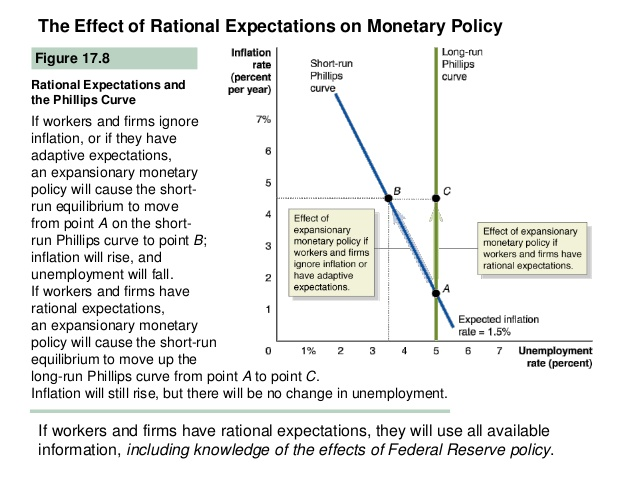 The Effect of Rational Expectations on Monetary Policy
Figure 17.8
Rational Expectations and
the Phillips Curve
If workers and firms ignore
inflation, or if they have
adaptive expectations,
an expansionary monetary
policy will cause the short-
run equilibrium to move
from point A on the short-
run Phillips curve to point B;
inflation will rise, and
unemployment will fall.
If workers and firms have
rational expectations,
an expansionary monetary
policy will cause the short-run
equilibrium to move up the
long-run Phillips curve from point A to point C.
Inflation will still rise, but there will be no change in unemployment.
Inflation
rate
(percent
per year)
Short-run
Phillips
curve
Long-run
Phillips
curve
7%
6
5
4
3
2
1
0
1%
2
3
4
5
6
7
Unemployment
rate (percent)
B
C
A
Effect of
expansionary
monetary policy if
workers and firms
ignore inflation or
have adaptive
expectations.
Effect of expansionary
monetary policy if
workers and firms have
rational expectations.
Expected inflation
rate = 1.5%
If workers and firms have rational expectations, they will use all available
information, including knowledge of the effects of Federal Reserve policy.